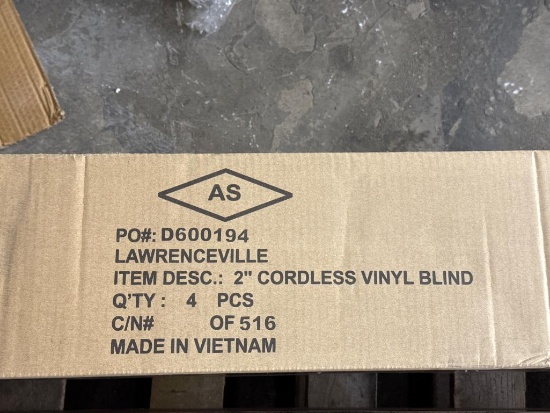 AS
PO#: D600194
LAWRENCEVILLE
ITEM DESC.: 2" CORDLESS VINYL BLIND
Q'TY : 4 PCS
C/N# OF 516
MADE IN VIETNAM